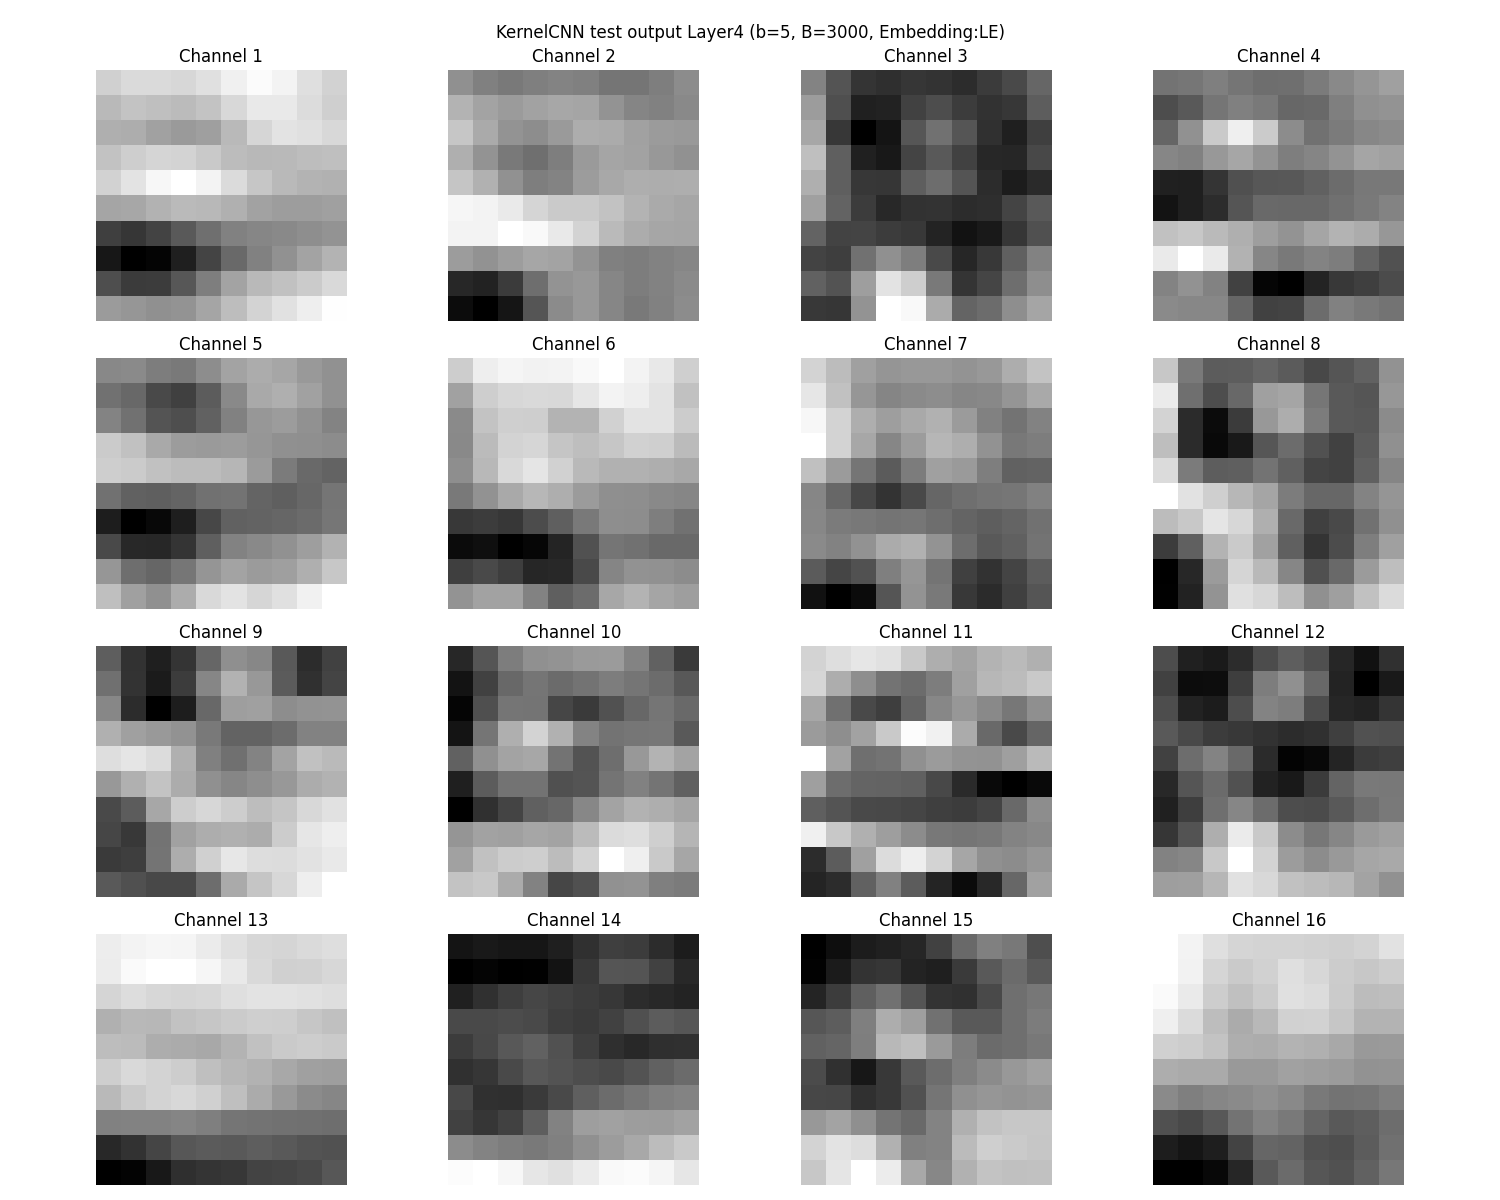 KernelCNN test output Layer4 (b=5, B=3000, Embedding:LE)
Channel 1 Channel 2 Channel 3 Channel 4
Channel 5 Channel 6 Channel 7 Channel 8
Channel 9 Channel 10 Channel 11 Channel 12
Channel 13 Channel 14 Channel 15 Channel 16